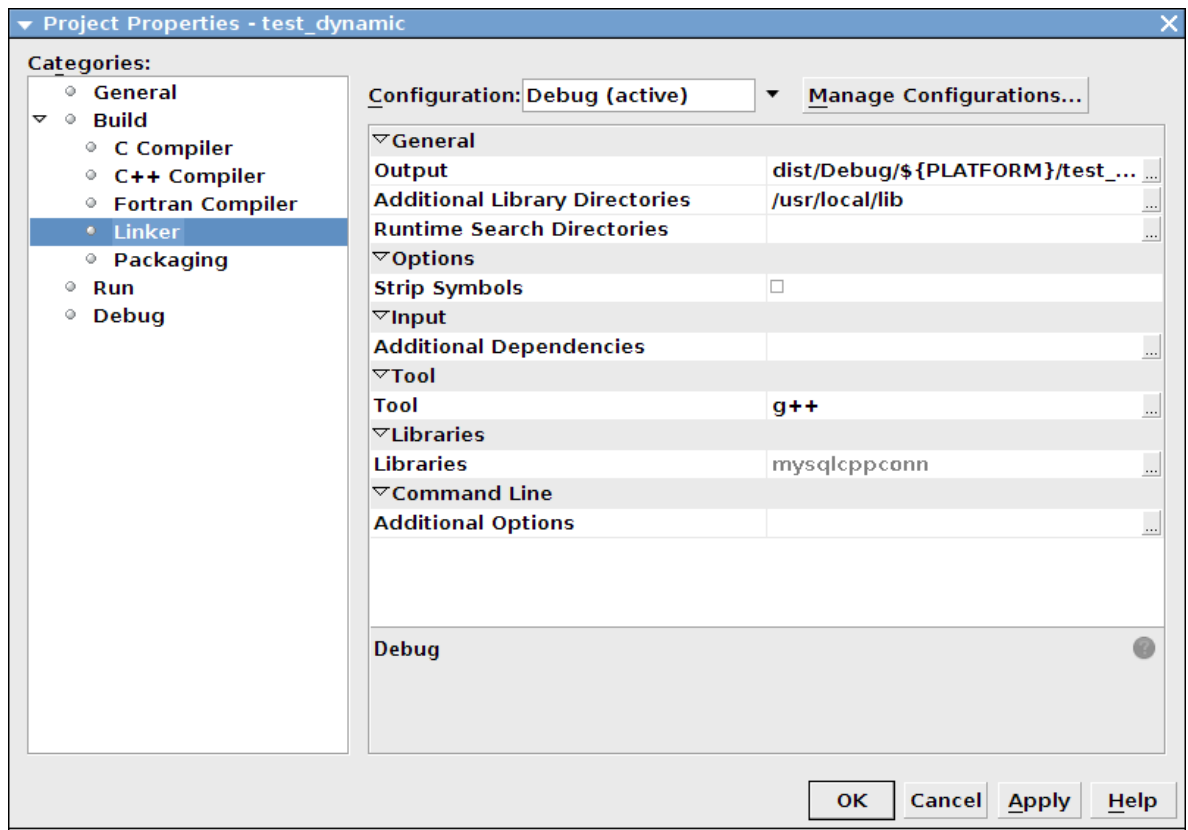 Project Properties - test_dynamic
Categories:
General
Build
C Compiler
C++ Compiler
Fortran Compiler
Linker
Packaging
Run
Debug
Configuration: Debug (active) Manage Configurations...
General
Output dist/Debug/${PLATFORM}/test_... ...
Additional Library Directories /usr/local/lib ...
Runtime Search Directories ...
Options
Strip Symbols
Input
Additional Dependencies ...
Tool
Tool g++ ...
Libraries
Libraries mysqlcppconn ...
Command Line
Additional Options ...
Debug ?
OK Cancel Apply Help